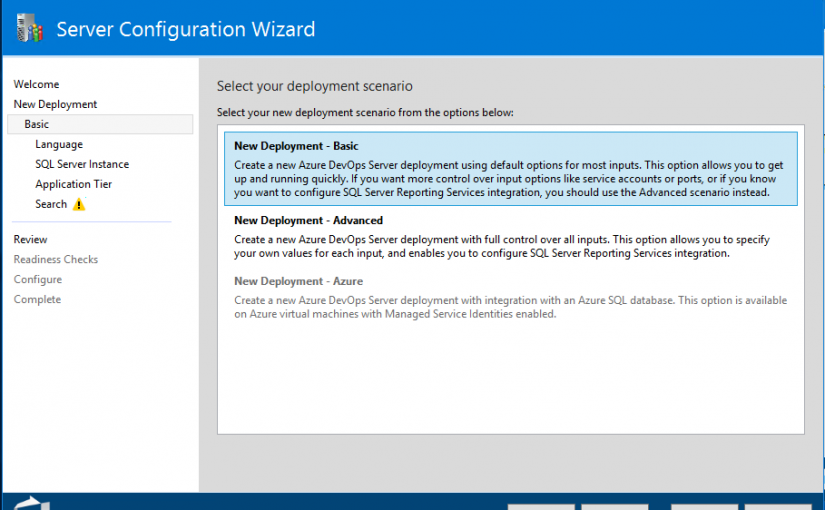 Server Configuration Wizard
Welcome
New Deployment
Basic
Language
SQL Server Instance
Application Tier
Search
Review
Readiness Checks
Configure
Complete
Select your deployment scenario
Select your new deployment scenario from the options below:
New Deployment - Basic
Create a new Azure DevOps Server deployment using default options for most inputs. This option allows you to get
up and running quickly. If you want more control over input options like service accounts or ports, or if you know
you want to configure SQL Server Reporting Services integration, you should use the Advanced scenario instead.
New Deployment - Advanced
Create a new Azure DevOps Server deployment with full control over all inputs. This option allows you to specify
your own values for each input, and enables you to configure SQL Server Reporting Services integration.
New Deployment - Azure
Create a new Azure DevOps Server deployment with integration with an Azure SQL database. This option is available
on Azure virtual machines with Managed Service Identities enabled.